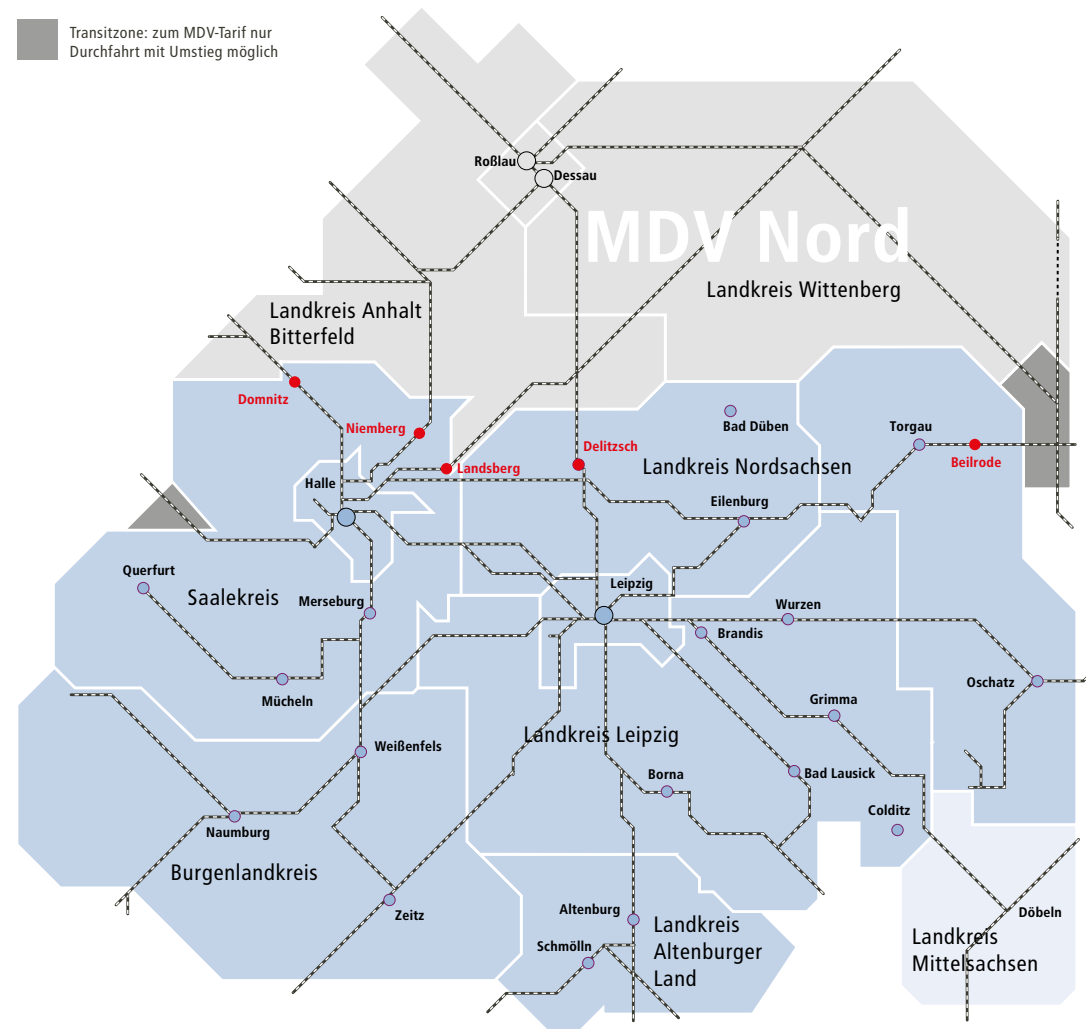 Transitzone: zum MDV-Tarif nur
Durchfahrt mit Umstieg möglich
Roßlau
Dessau
MDV Nord
Landkreis Wittenberg
Landkreis Anhalt
Bitterfeld
Domnitz
Niemberg
Landsberg
Delitzsch
Bad Düben
Torgau
Beilrode
Landkreis Nordsachsen
Halle
Eilenburg
Querfurt
Saalekreis
Merseburg
Leipzig
Wurzen
Brandis
Mücheln
Oschatz
Grimma
Landkreis Leipzig
Weißenfels
Borna
Bad Lausick
Colditz
Naumburg
Burgenlandkreis
Zeitz
Altenburg
Schmölln
Landkreis
Altenburger
Land
Döbeln
Landkreis
Mittelsachsen